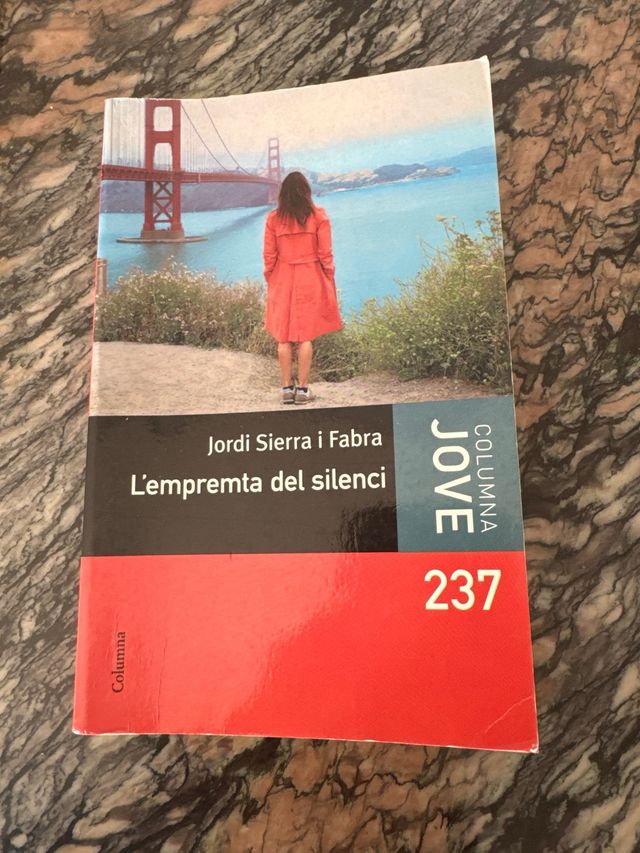 Jordi Sierra i Fabra
L'empremta del silenci
COLUMNA
JOVE
237
Columna